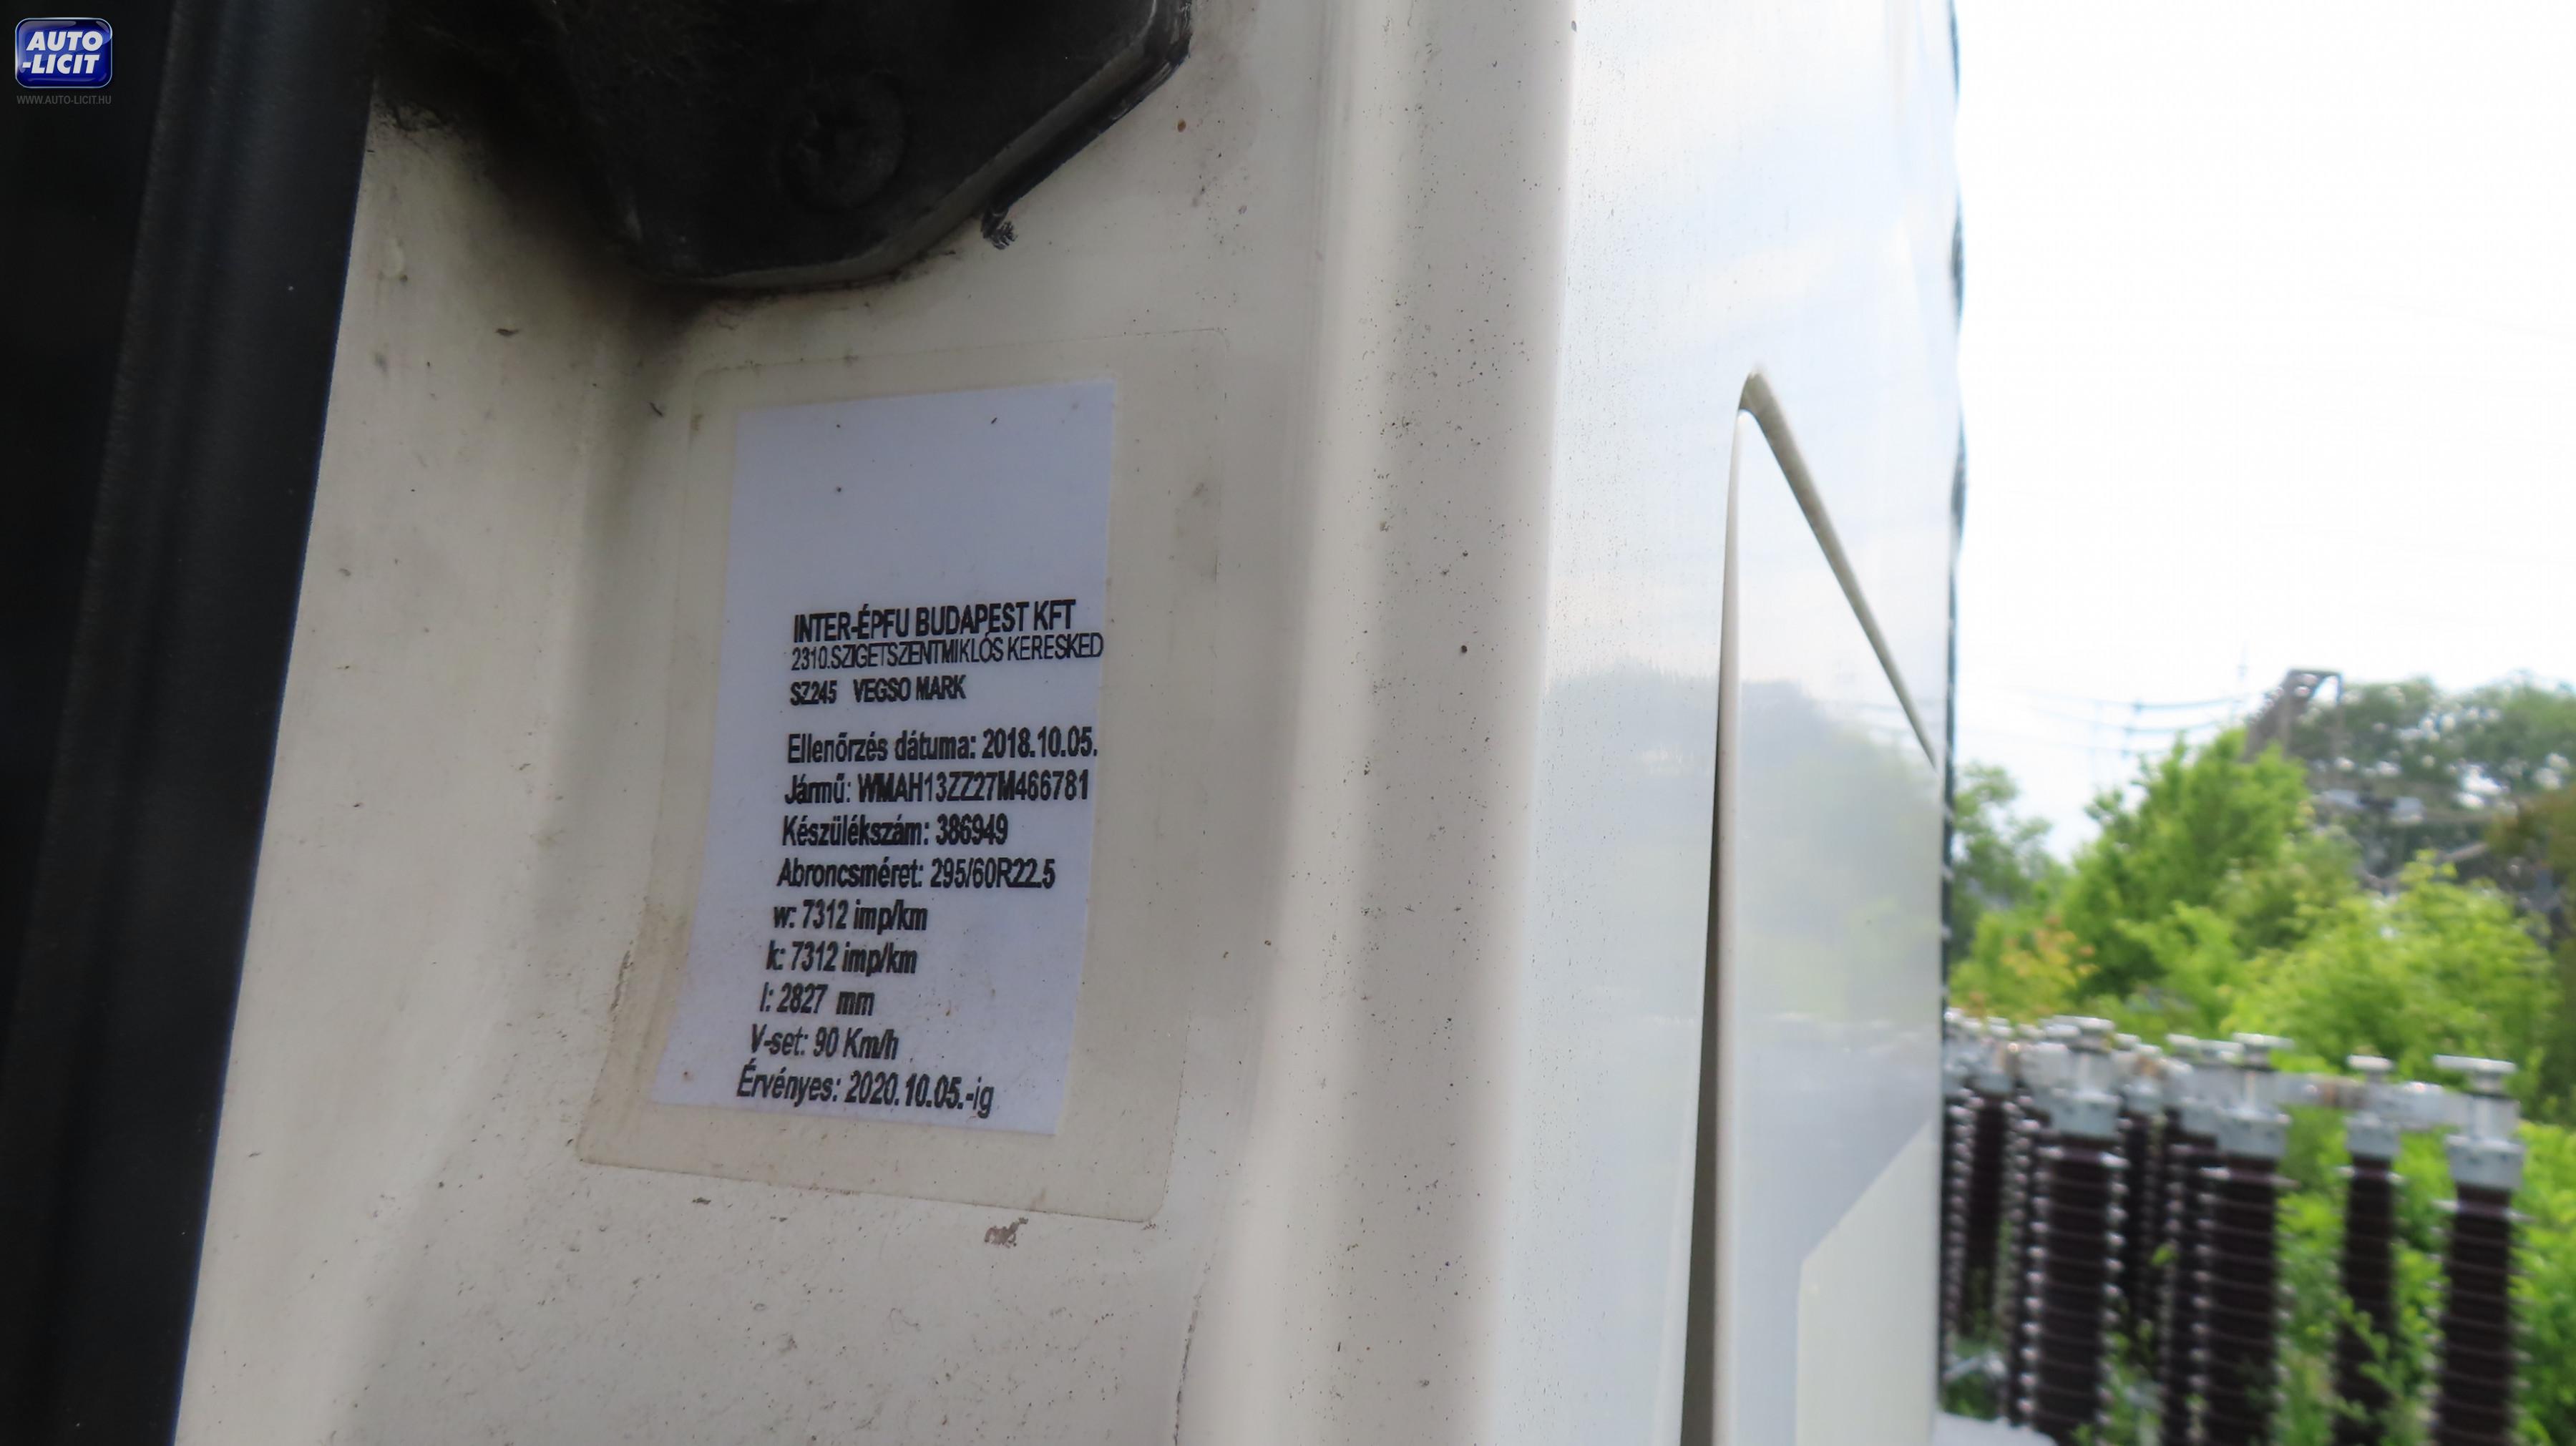 AUTO
-LICIT
WWW.AUTO-LICIT.HU
INTER-ÉPFU BUDAPEST KFT
2310.SZIGETSZENTMIKLÓS KERESKED
SZ245 VEGSO MARK
Ellenőrzés dátuma: 2018.10.05.
Jármű: WMAH13ZZ27M466781
Készülékszám: 386949
Abroncsméret: 295/60R22.5
w: 7312 imp/km
k: 7312 imp/km
l: 2827 mm
V-set: 90 Km/h
Érvényes: 2020.10.05.-ig